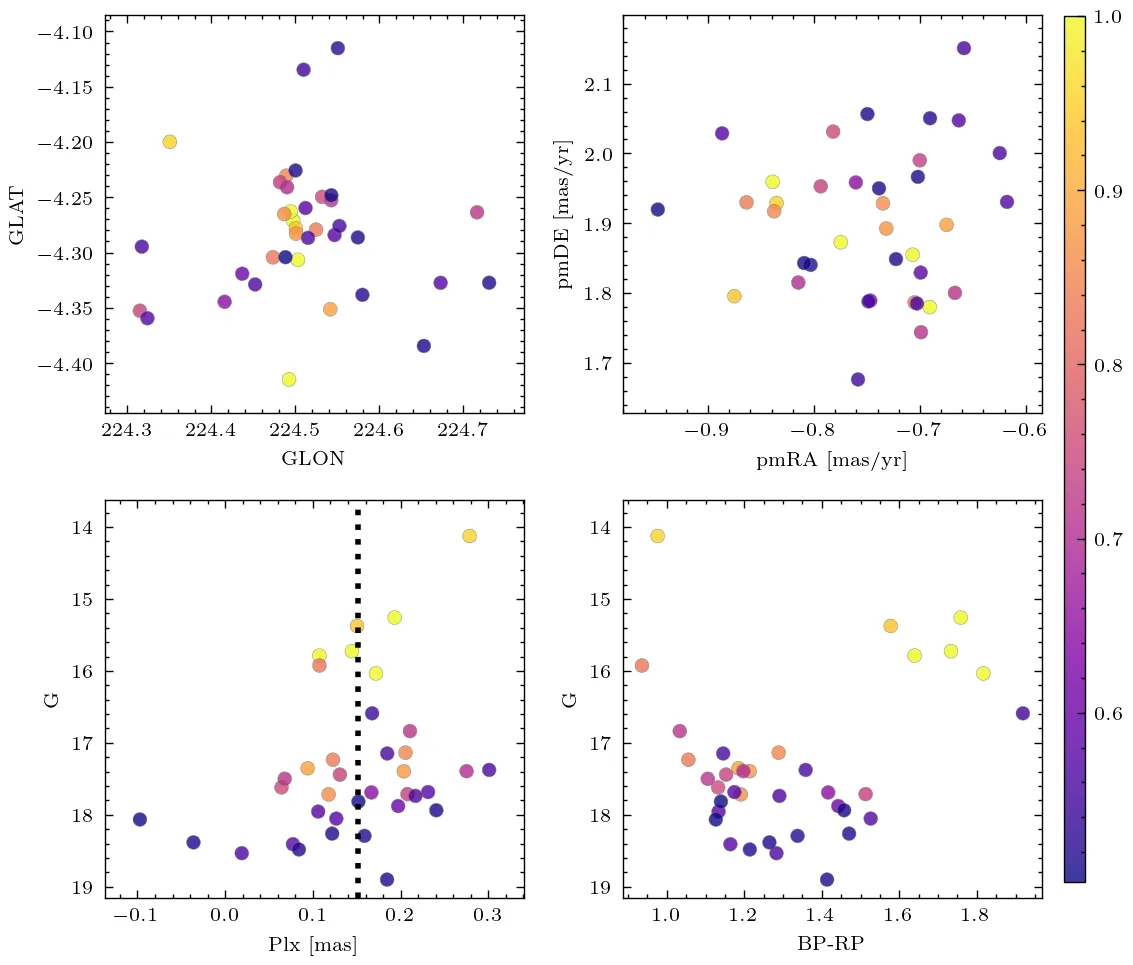 −4.10
−4.15
−4.20
−4.25
−4.30
−4.35
−4.40
GLAT
224.3 224.4 224.5 224.6 224.7
GLON
2.1
2.0
1.9
1.8
1.7
pmDE [mas/yr]
−0.9 −0.8 −0.7 −0.6
pmRA [mas/yr]
14
15
16
17
18
19
G
−0.1 0.0 0.1 0.2 0.3
Plx [mas]
14
15
16
17
18
19
G
1.0 1.2 1.4 1.6 1.8
BP-RP
1.0
0.9
0.8
0.7
0.6